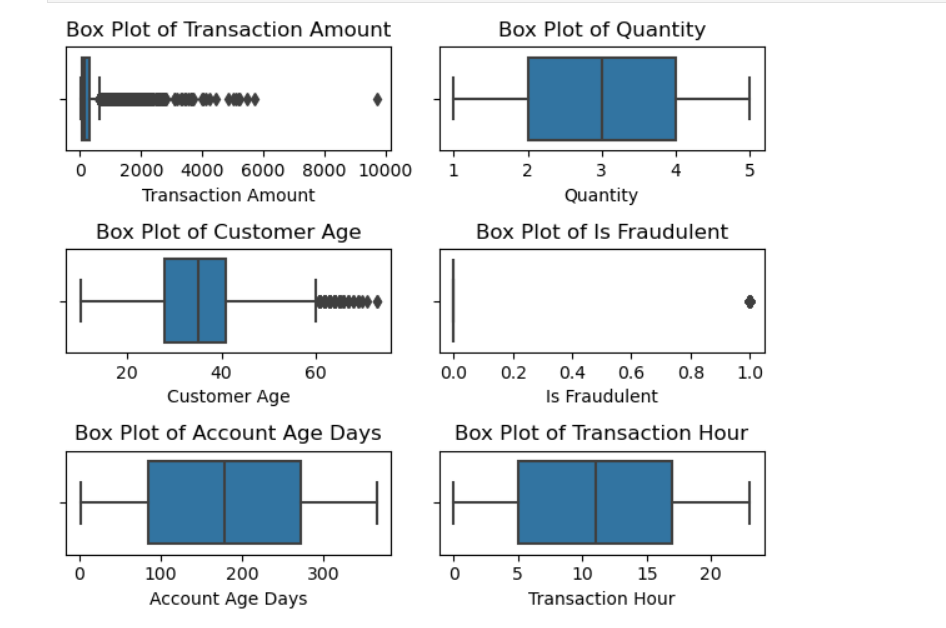 Box Plot of Transaction Amount
0 2000 4000 6000 8000 10000
Transaction Amount
Box Plot of Quantity
1 2 3 4 5
Quantity
Box Plot of Customer Age
20 40 60
Customer Age
Box Plot of Is Fraudulent
0.0 0.2 0.4 0.6 0.8 1.0
Is Fraudulent
Box Plot of Account Age Days
0 100 200 300
Account Age Days
Box Plot of Transaction Hour
0 5 10 15 20
Transaction Hour